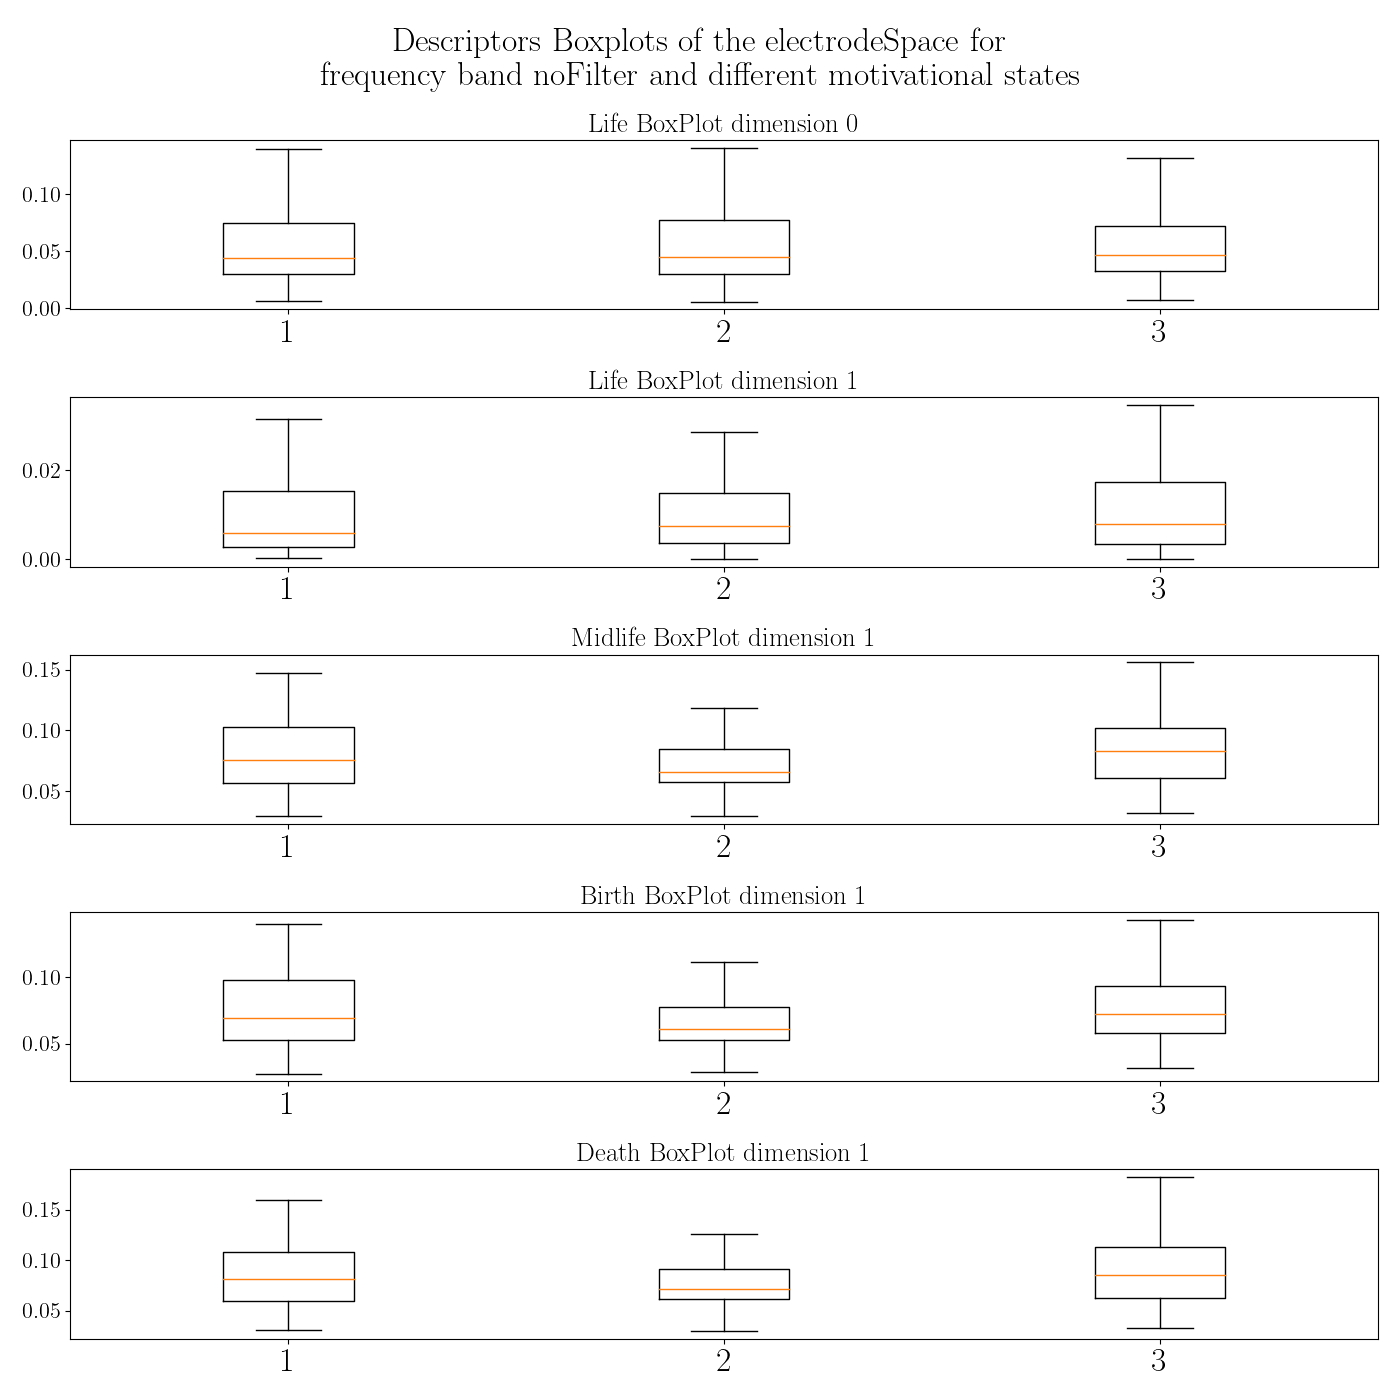 Descriptors Boxplots of the electrodeSpace for
frequency band noFilter and different motivational states
Life BoxPlot dimension 0
0.10
0.05
0.00
1 2 3
Life BoxPlot dimension 1
0.02
0.00
1 2 3
Midlife BoxPlot dimension 1
0.15
0.10
0.05
1 2 3
Birth BoxPlot dimension 1
0.10
0.05
1 2 3
Death BoxPlot dimension 1
0.15
0.10
0.05
1 2 3